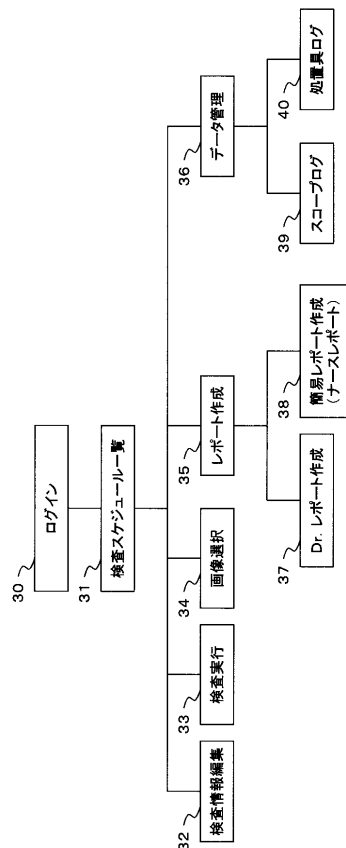 30
ログイン
31
検査スケジュール一覧
32
検査情報編集
33
検査実行
34
画像選択
35
レポート作成
36
データ管理
37
Dr. レポート作成
38
簡易レポート作成
(ナースレポート)
39
スコープログ
40
処置具ログ